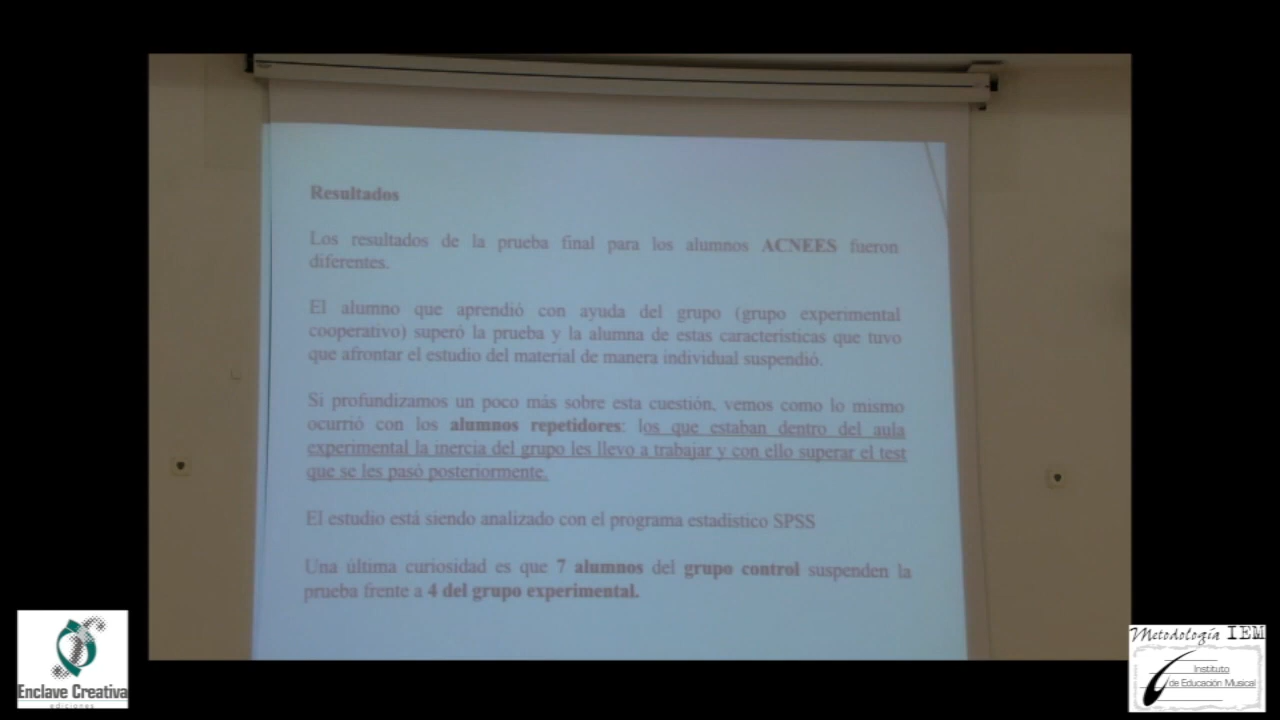 Resultados
Los resultados de la prueba final para los alumnos ACNEES fueron
diferentes.
El alumno que aprendió con ayuda del grupo (grupo experimental
cooperativo) superó la prueba y la alumna de estas características que tuvo
que afrontar el estudio del material de manera individual suspendió.
Si profundizamos un poco más sobre esta cuestión, vemos como lo mismo
ocurrió con los alumnos repetidores: los que estaban dentro del aula
experimental la inercia del grupo les llevo a trabajar y con ello superar el test
que se les pasó posteriormente.
El estudio está siendo analizado con el programa estadístico SPSS
Una última curiosidad es que 7 alumnos del grupo control suspenden la
prueba frente a 4 del grupo experimental.
Enclave Creativa
ediciones
Metodología IEM
Instituto
de Educación Musical